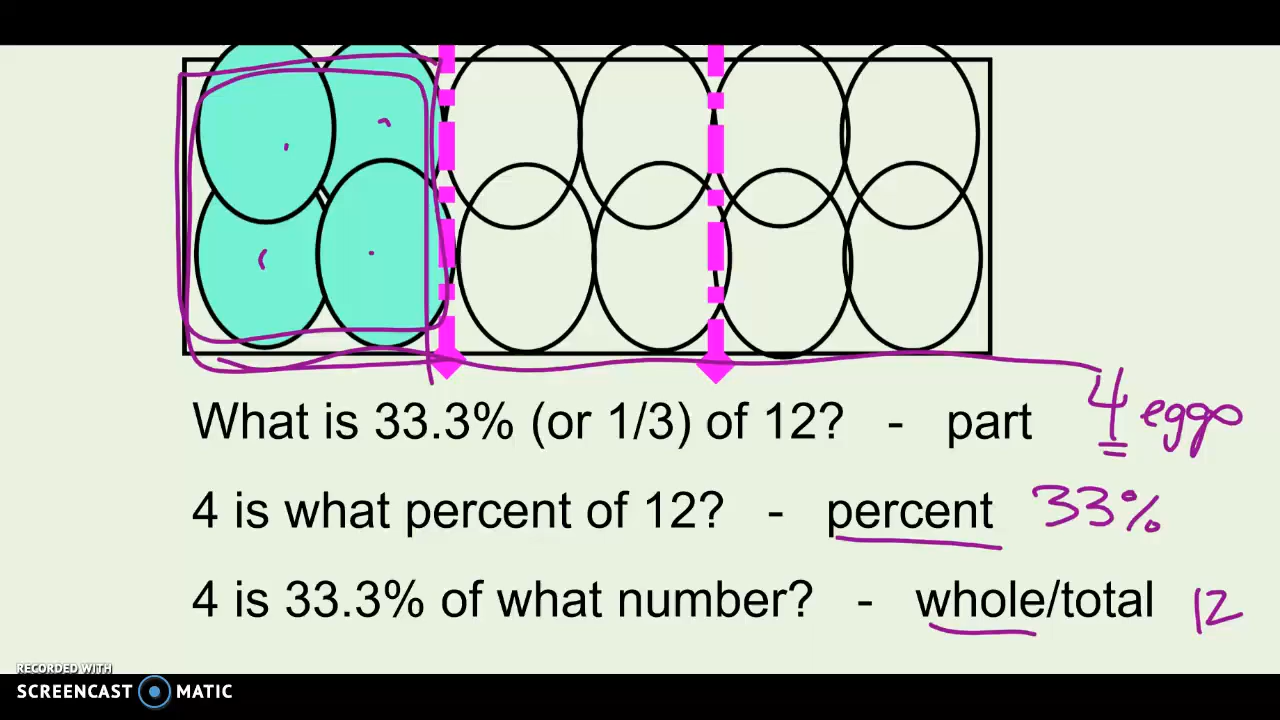 What is 33.3% (or 1/3) of 12? - part 4 eggs
4 is what percent of 12? - percent 33%
4 is 33.3% of what number? - whole/total 12
RECORDED WITH
SCREENCAST MATIC